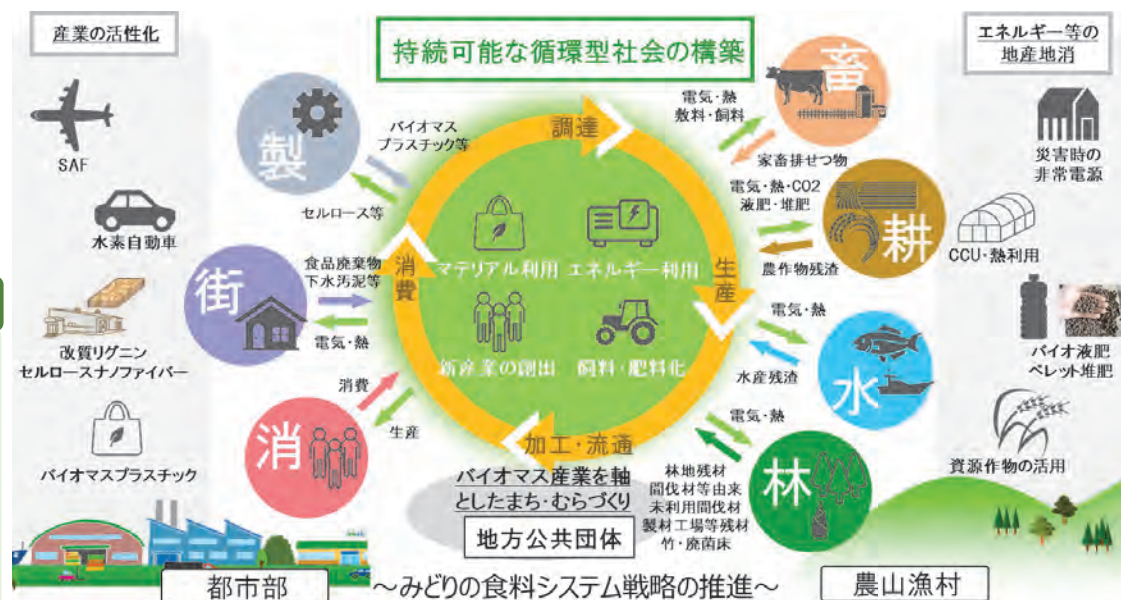 産業の活性化
SAF
水素自動車
改質リグニン
セルロースナノファイバー
バイオマスプラスチック
都市部
持続可能な循環型社会の構築
製
バイオマス
プラスチック等
セルロース等
街
食品廃棄物
下水汚泥等
電気・熱
消
消費
生産
調達
生産
加工・流通
消費
マテリアル利用
エネルギー利用
新産業の創出
飼料・肥料化
バイオマス産業を軸
としたまち・むらづくり
地方公共団体
～みどりの食料システム戦略の推進～
畜
電気・熱
敷料・飼料
家畜排せつ物
耕
電気・熱・CO2
液肥・堆肥
農作物残渣
水
電気・熱
水産残渣
林
電気・熱
林地残材
間伐材等由来
未利用間伐材
製材工場等残材
竹・廃菌床
エネルギー等の
地産地消
災害時の
非常電源
CCU・熱利用
バイオ液肥
ペレット堆肥
資源作物の活用
農山漁村